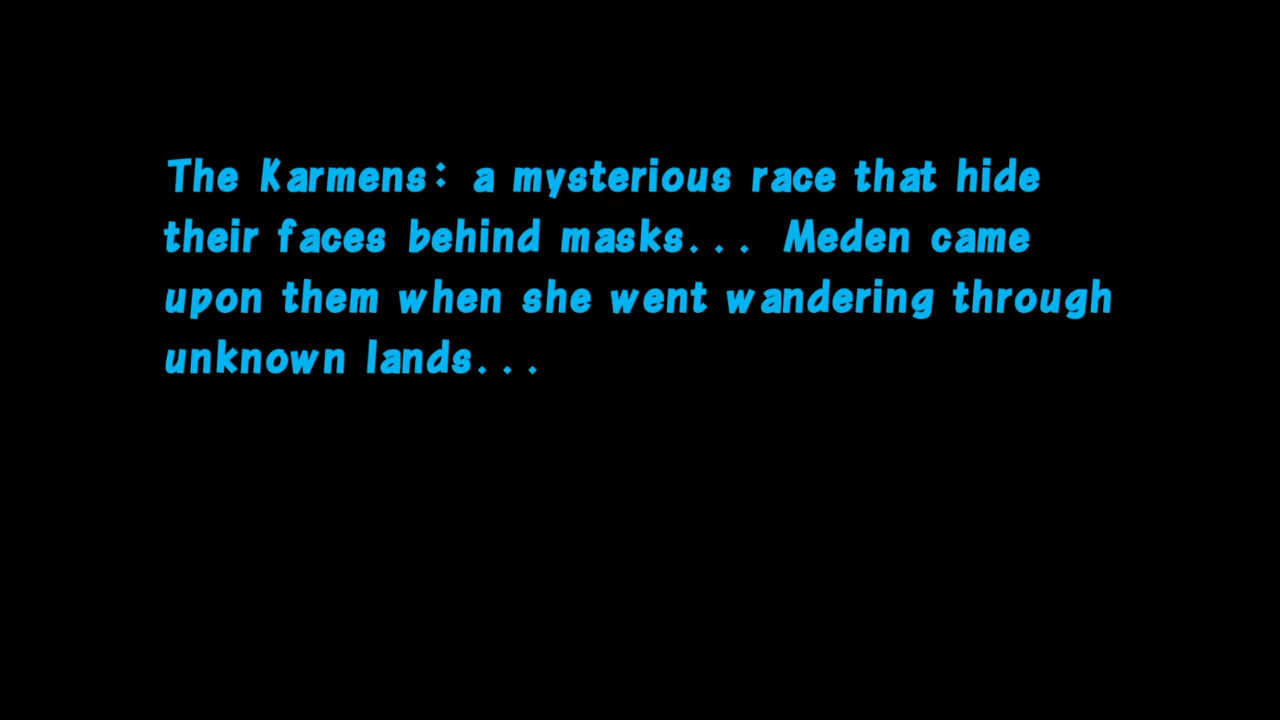 The Karmens: a mysterious race that hide
their faces behind masks... Meden came
upon them when she went wandering through
unknown lands...